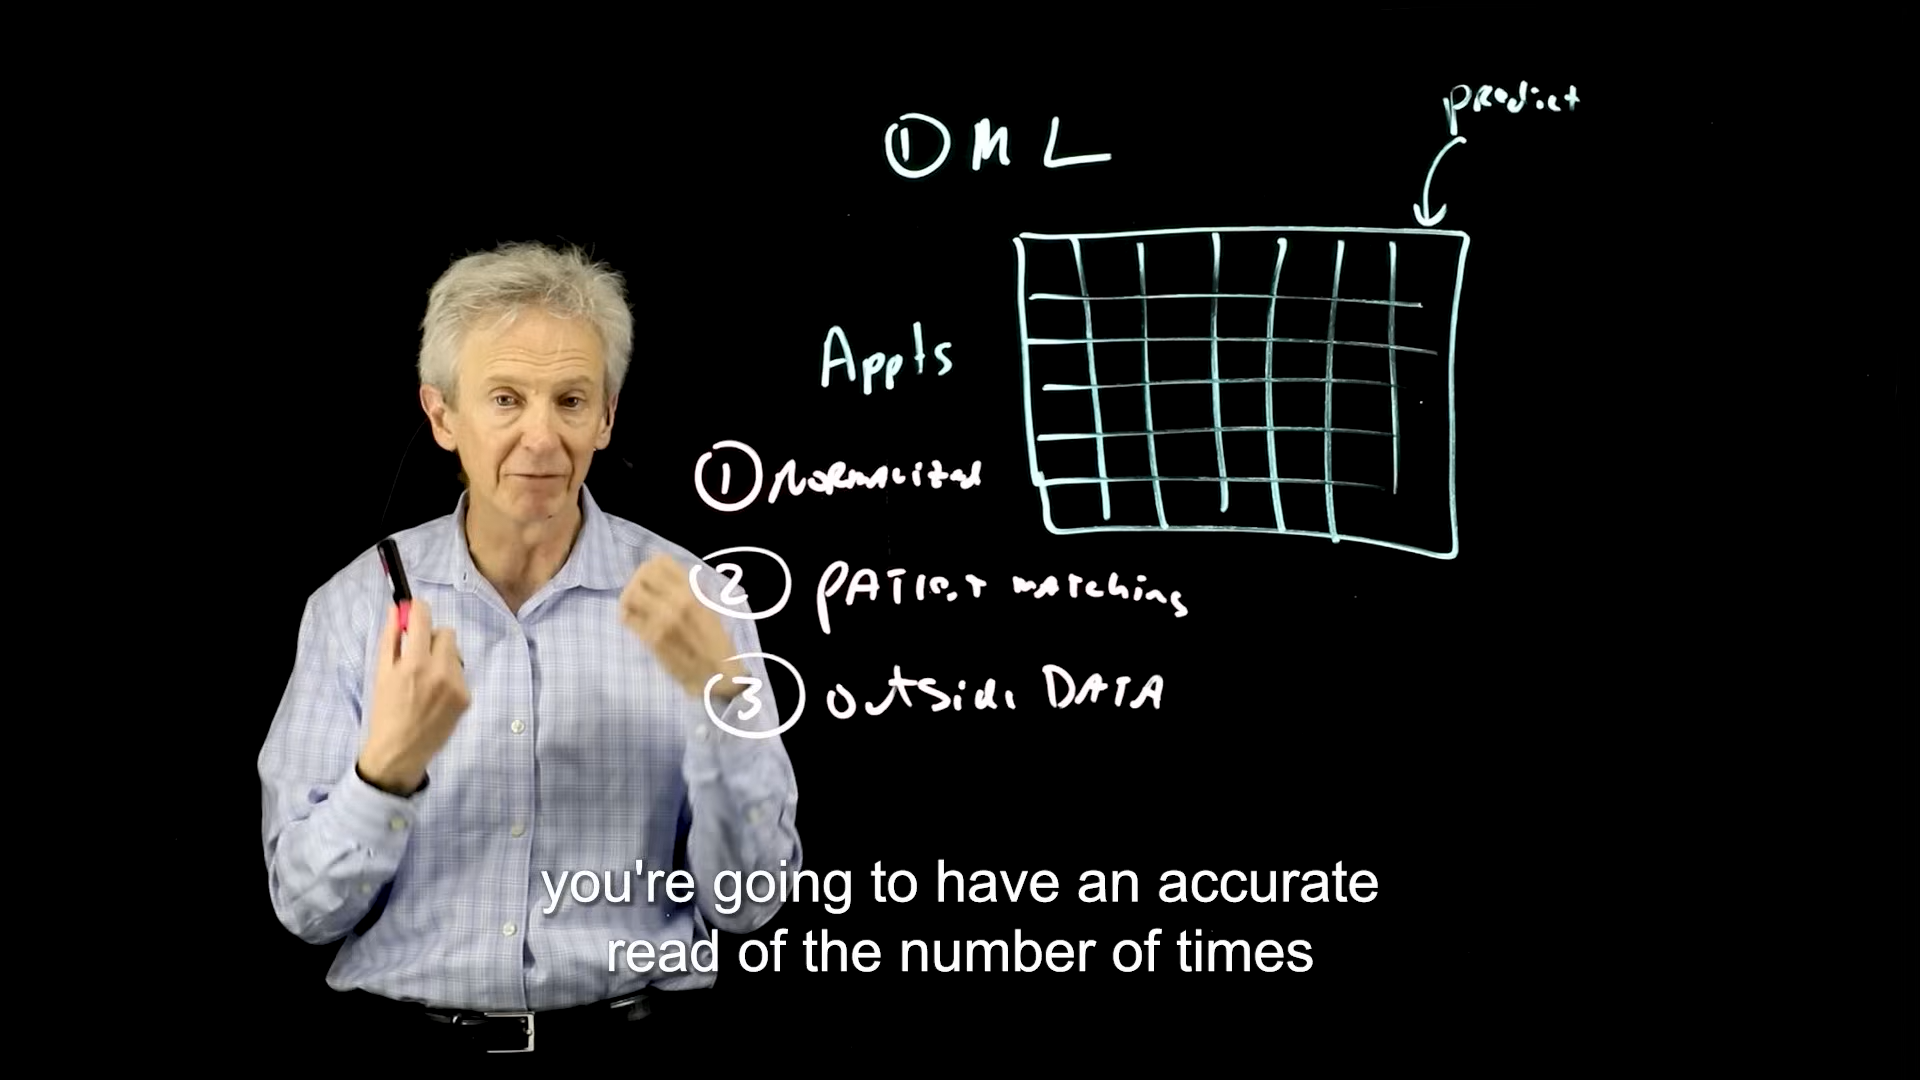 predict
① ML
Appts
① NORMALIZED
② PATIENT MATCHING
③ OUTSIDE DATA
you're going to have an accurate
read of the number of times